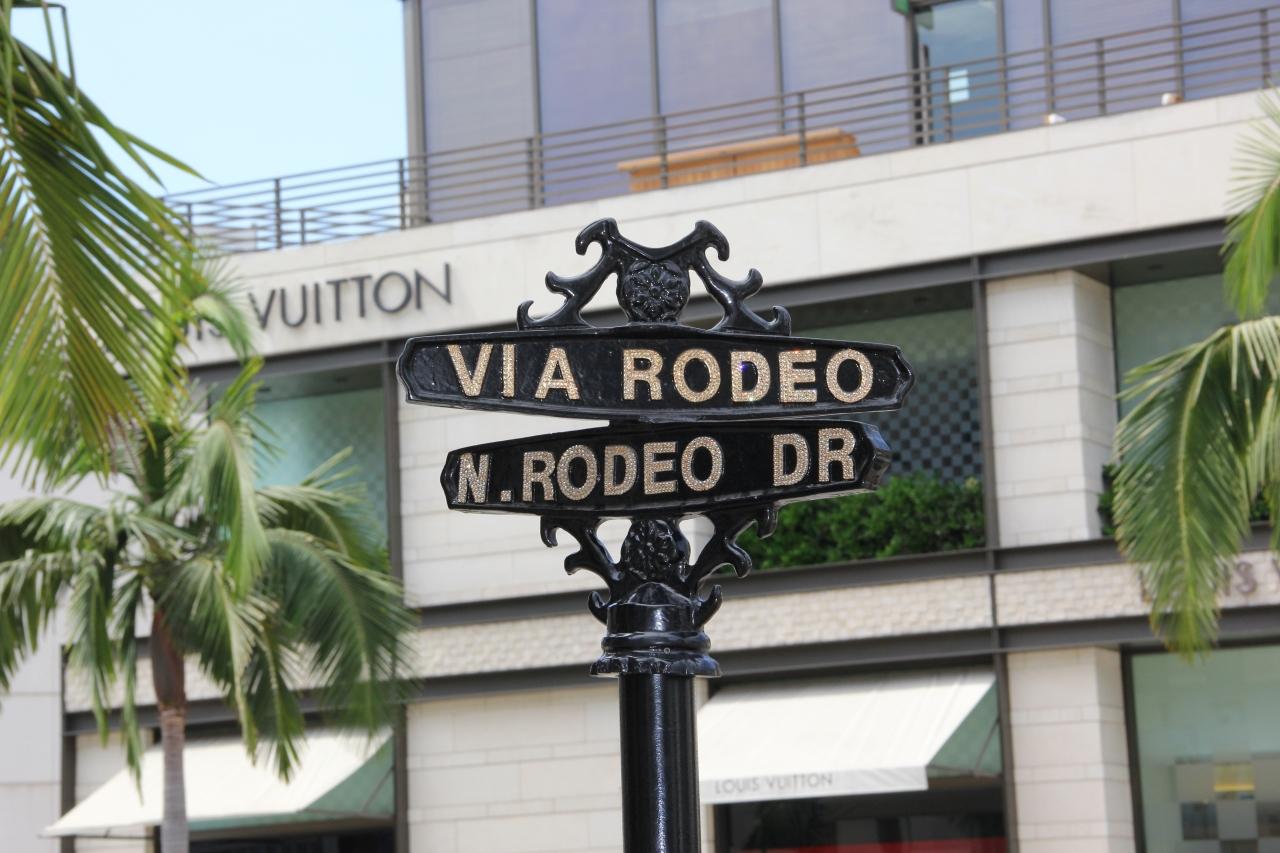 VUITTON
VIA RODEO
N. RODEO DR
LOUIS VUITTON